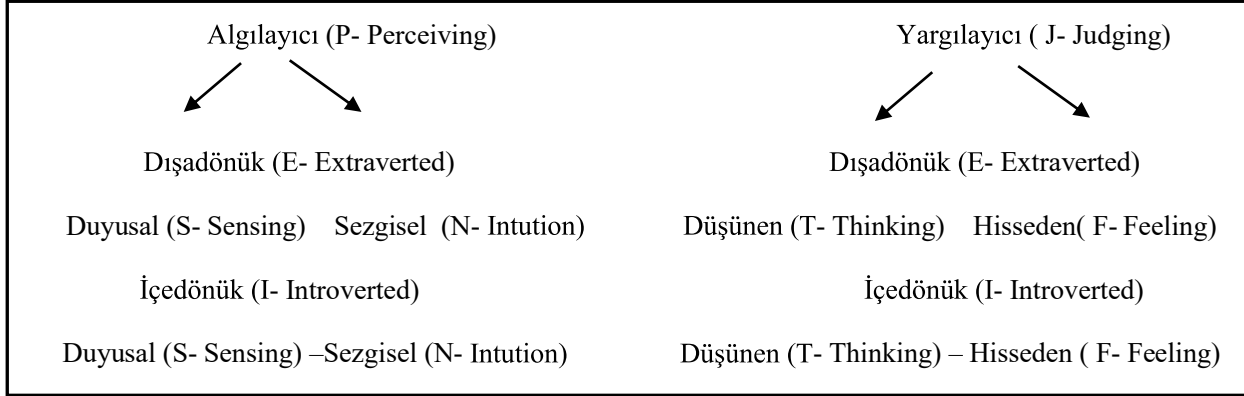 Algılayıcı (P- Perceiving)
Dışadönük (E- Extraverted)
Duyusal (S- Sensing) Sezgisel (N- Intution)
İçedönük (I- Introverted)
Duyusal (S- Sensing) –Sezgisel (N- Intution)
Yargılayıcı ( J- Judging)
Dışadönük (E- Extraverted)
Düşünen (T- Thinking) Hisseden( F- Feeling)
İçedönük (I- Introverted)
Düşünen (T- Thinking) – Hisseden ( F- Feeling)